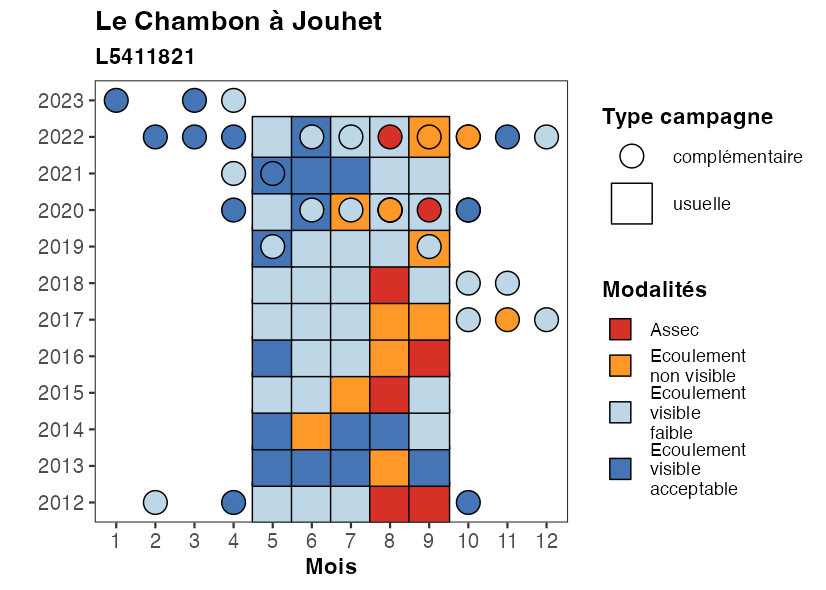 Le Chambon à Jouhet
L5411821
2023
2022
2021
2020
2019
2018
2017
2016
2015
2014
2013
2012
1 2 3 4 5 6 7 8 9 10 11 12
Mois
Type campagne
complémentaire
usuelle
Modalités
Assec
Ecoulement
non visible
Ecoulement
visible
faible
Ecoulement
visible
acceptable